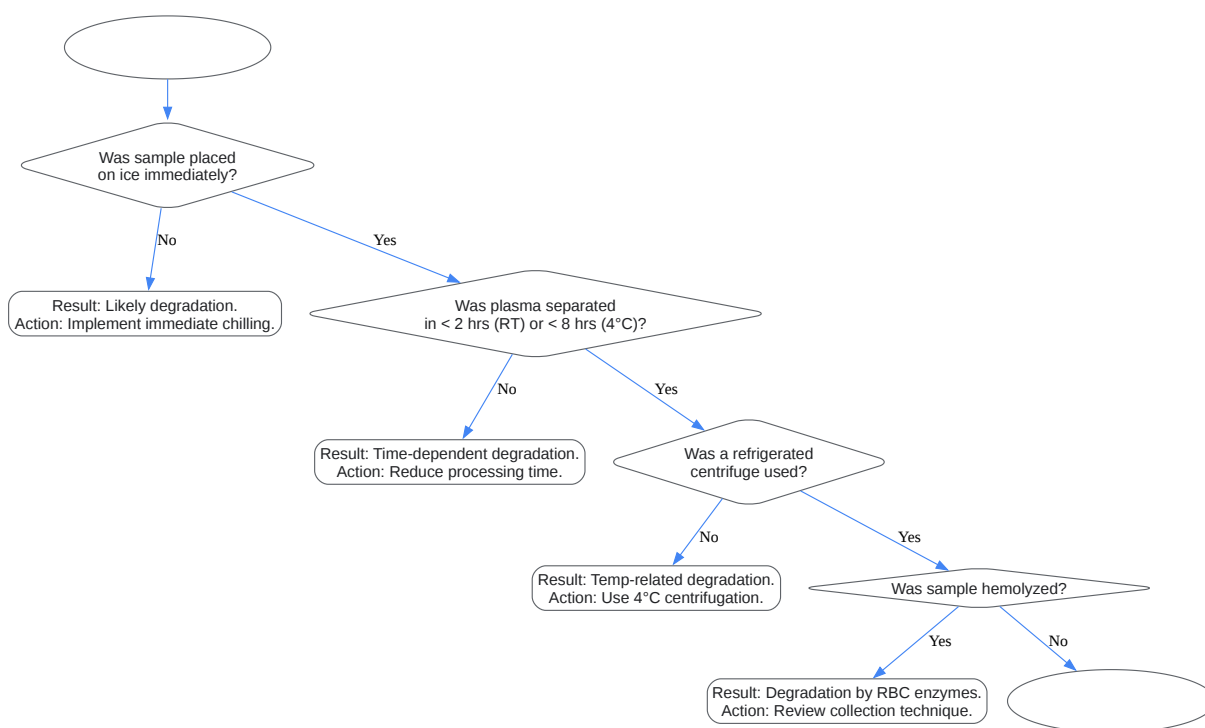 Was sample placed
on ice immediately?
No
Yes
Result: Likely degradation.
Action: Implement immediate chilling.
Was plasma separated
in < 2 hrs (RT) or < 8 hrs (4°C)?
No
Yes
Result: Time-dependent degradation.
Action: Reduce processing time.
Was a refrigerated
centrifuge used?
No
Yes
Result: Temp-related degradation.
Action: Use 4°C centrifugation.
Was sample hemolyzed?
Yes
No
Result: Degradation by RBC enzymes.
Action: Review collection technique.